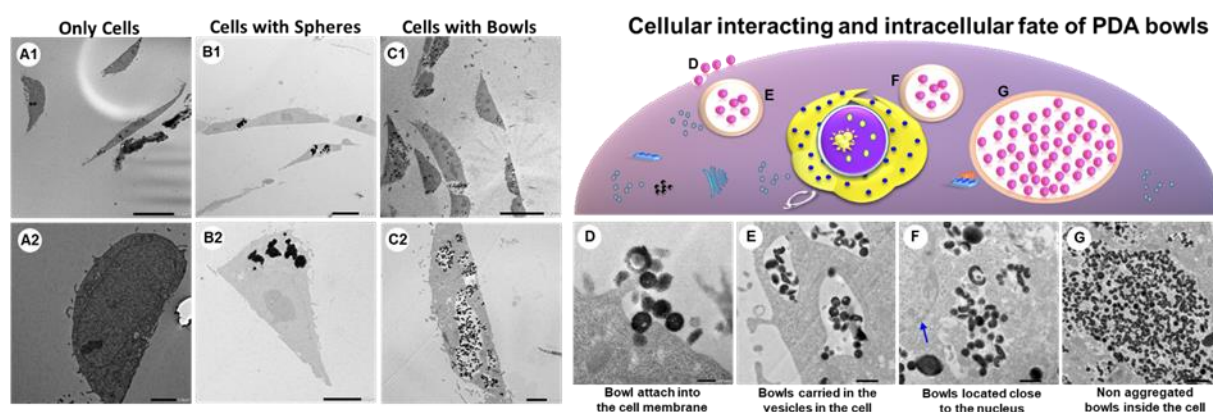 Only Cells
Cells with Spheres
Cells with Bowls
A1
B1
C1
A2
B2
C2
Cellular interacting and intracellular fate of PDA bowls
D
E
F
G
D
E
F
G
Bowl attach into
the cell membrane
Bowls carried in the
vesicles in the cell
Bowls located close
to the nucleus
Non aggregated
bowls inside the cell